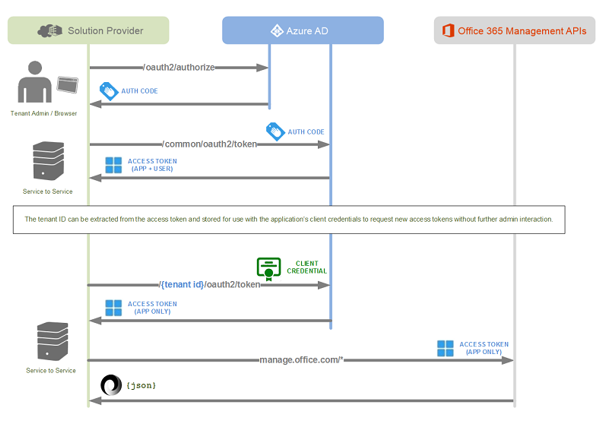 Solution Provider
Azure AD
Office 365 Management APIs
/oauth2/authorize
AUTH CODE
Tenant Admin / Browser
AUTH CODE
/common/oauth2/token
ACCESS TOKEN
(APP + USER)
Service to Service
The tenant ID can be extracted from the access token and stored for use with the application's client credentials to request new access tokens without further admin interaction.
CLIENT
CREDENTIAL
/{tenant id}/oauth2/token
ACCESS TOKEN
(APP ONLY)
ACCESS TOKEN
(APP ONLY)
manage.office.com/*
Service to Service
{json}